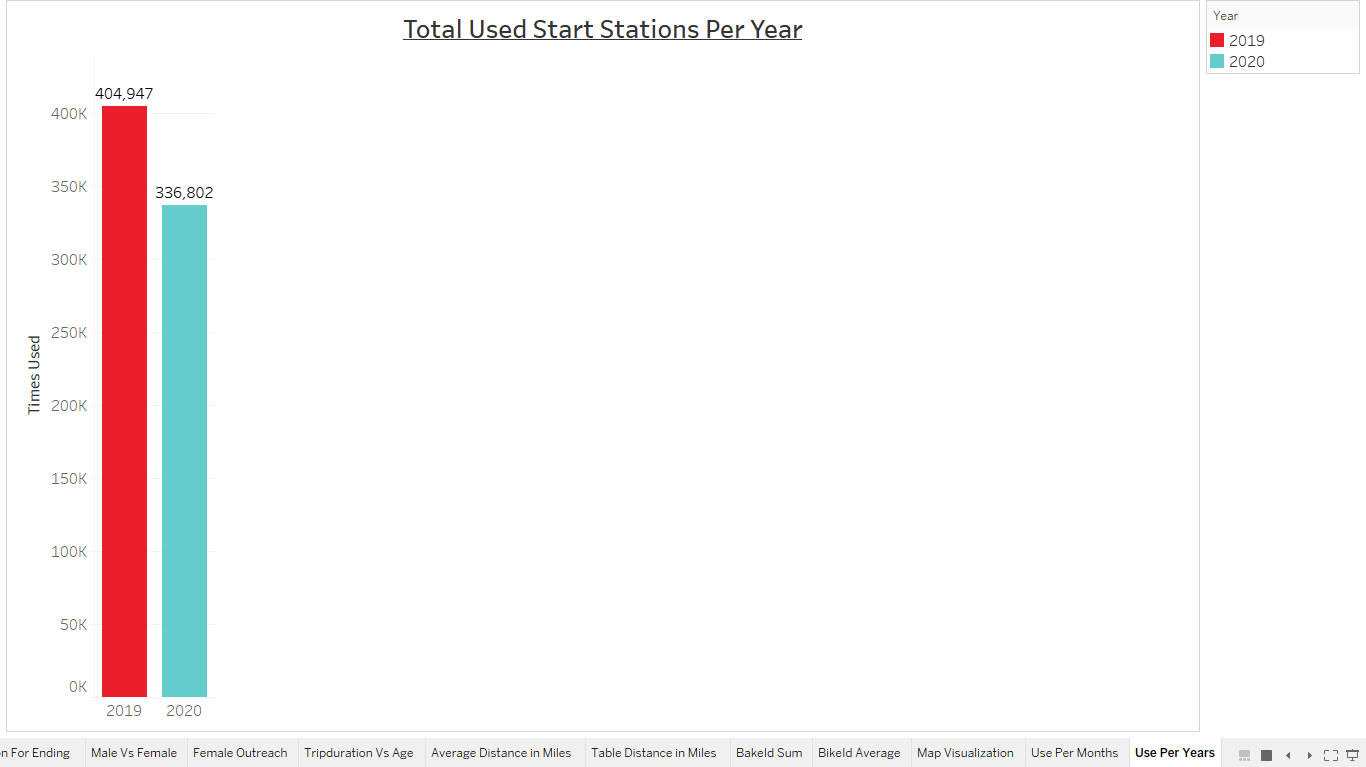 Total Used Start Stations Per Year
Year
2019
2020
404,947
336,802
400K
350K
300K
250K
200K
150K
100K
50K
0K
Times Used
2019
2020
n For Ending
Male Vs Female
Female Outreach
Tripduration Vs Age
Average Distance in Miles
Table Distance in Miles
BakeId Sum
BikeId Average
Map Visualization
Use Per Months
Use Per Years